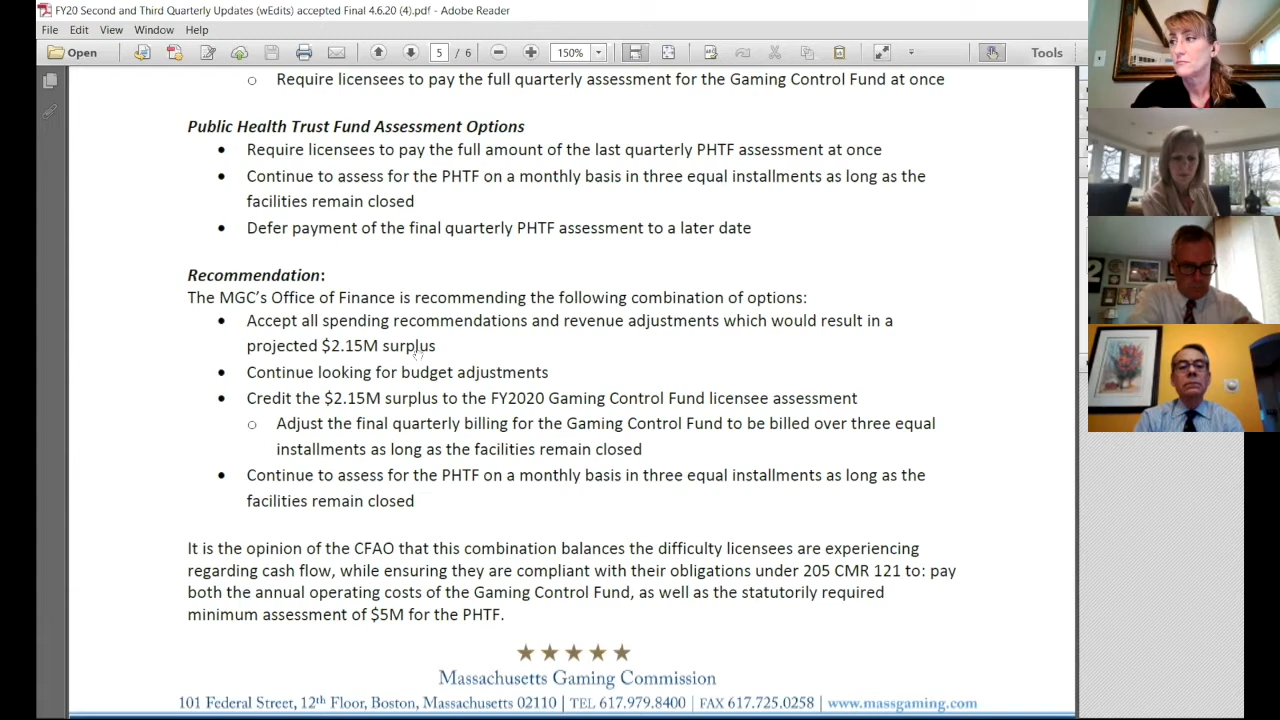 FY20 Second and Third Quarterly Updates (wEdits) accepted Final 4.6.20 (4).pdf - Adobe Reader
File Edit View Window Help
Open 5 / 6 150% Tools
o Require licensees to pay the full quarterly assessment for the Gaming Control Fund at once
Public Health Trust Fund Assessment Options
• Require licensees to pay the full amount of the last quarterly PHTF assessment at once
• Continue to assess for the PHTF on a monthly basis in three equal installments as long as the
facilities remain closed
• Defer payment of the final quarterly PHTF assessment to a later date
Recommendation:
The MGC's Office of Finance is recommending the following combination of options:
• Accept all spending recommendations and revenue adjustments which would result in a
projected $2.15M surplus
• Continue looking for budget adjustments
• Credit the $2.15M surplus to the FY2020 Gaming Control Fund licensee assessment
o Adjust the final quarterly billing for the Gaming Control Fund to be billed over three equal
installments as long as the facilities remain closed
• Continue to assess for the PHTF on a monthly basis in three equal installments as long as the
facilities remain closed
It is the opinion of the CFAO that this combination balances the difficulty licensees are experiencing
regarding cash flow, while ensuring they are compliant with their obligations under 205 CMR 121 to: pay
both the annual operating costs of the Gaming Control Fund, as well as the statutorily required
minimum assessment of $5M for the PHTF.
★ ★ ★ ★ ★
Massachusetts Gaming Commission
101 Federal Street, 12th Floor, Boston, Massachusetts 02110 | TEL 617.979.8400 | FAX 617.725.0258 | www.massgaming.com